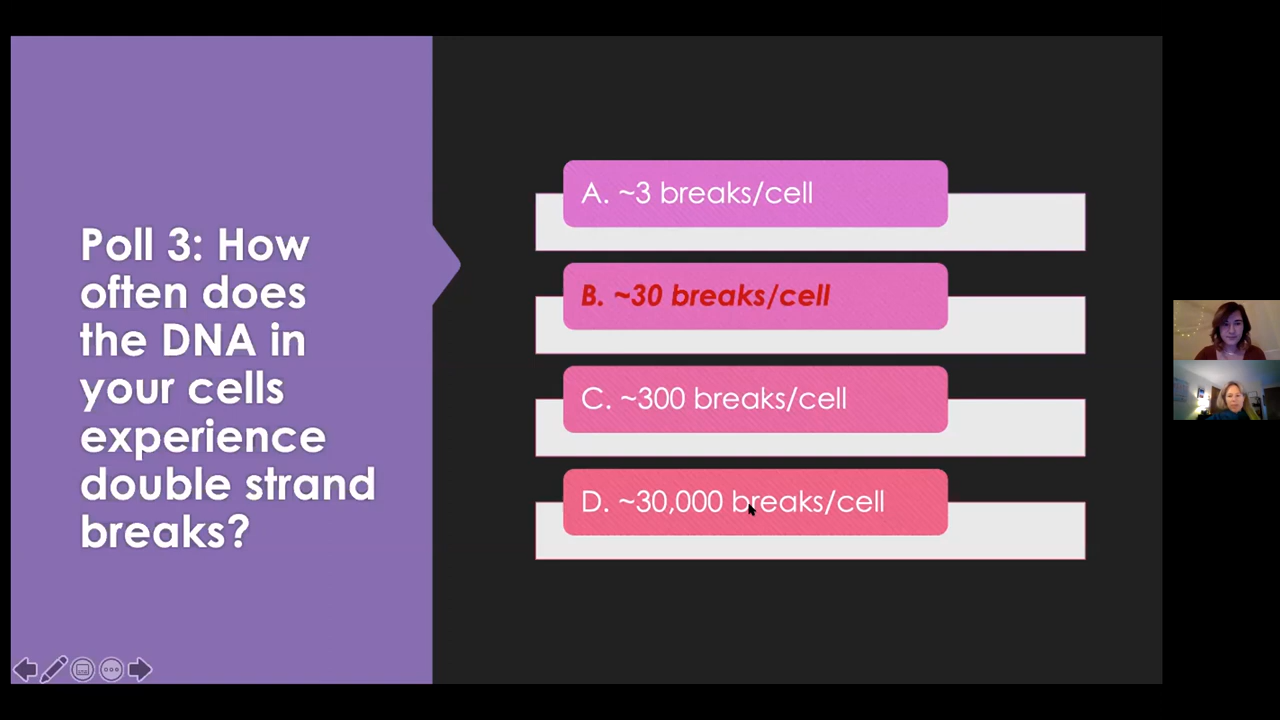 Poll 3: How
often does
the DNA in
your cells
experience
double strand
breaks?
A. ~3 breaks/cell
B. ~30 breaks/cell
C. ~300 breaks/cell
D. ~30,000 breaks/cell